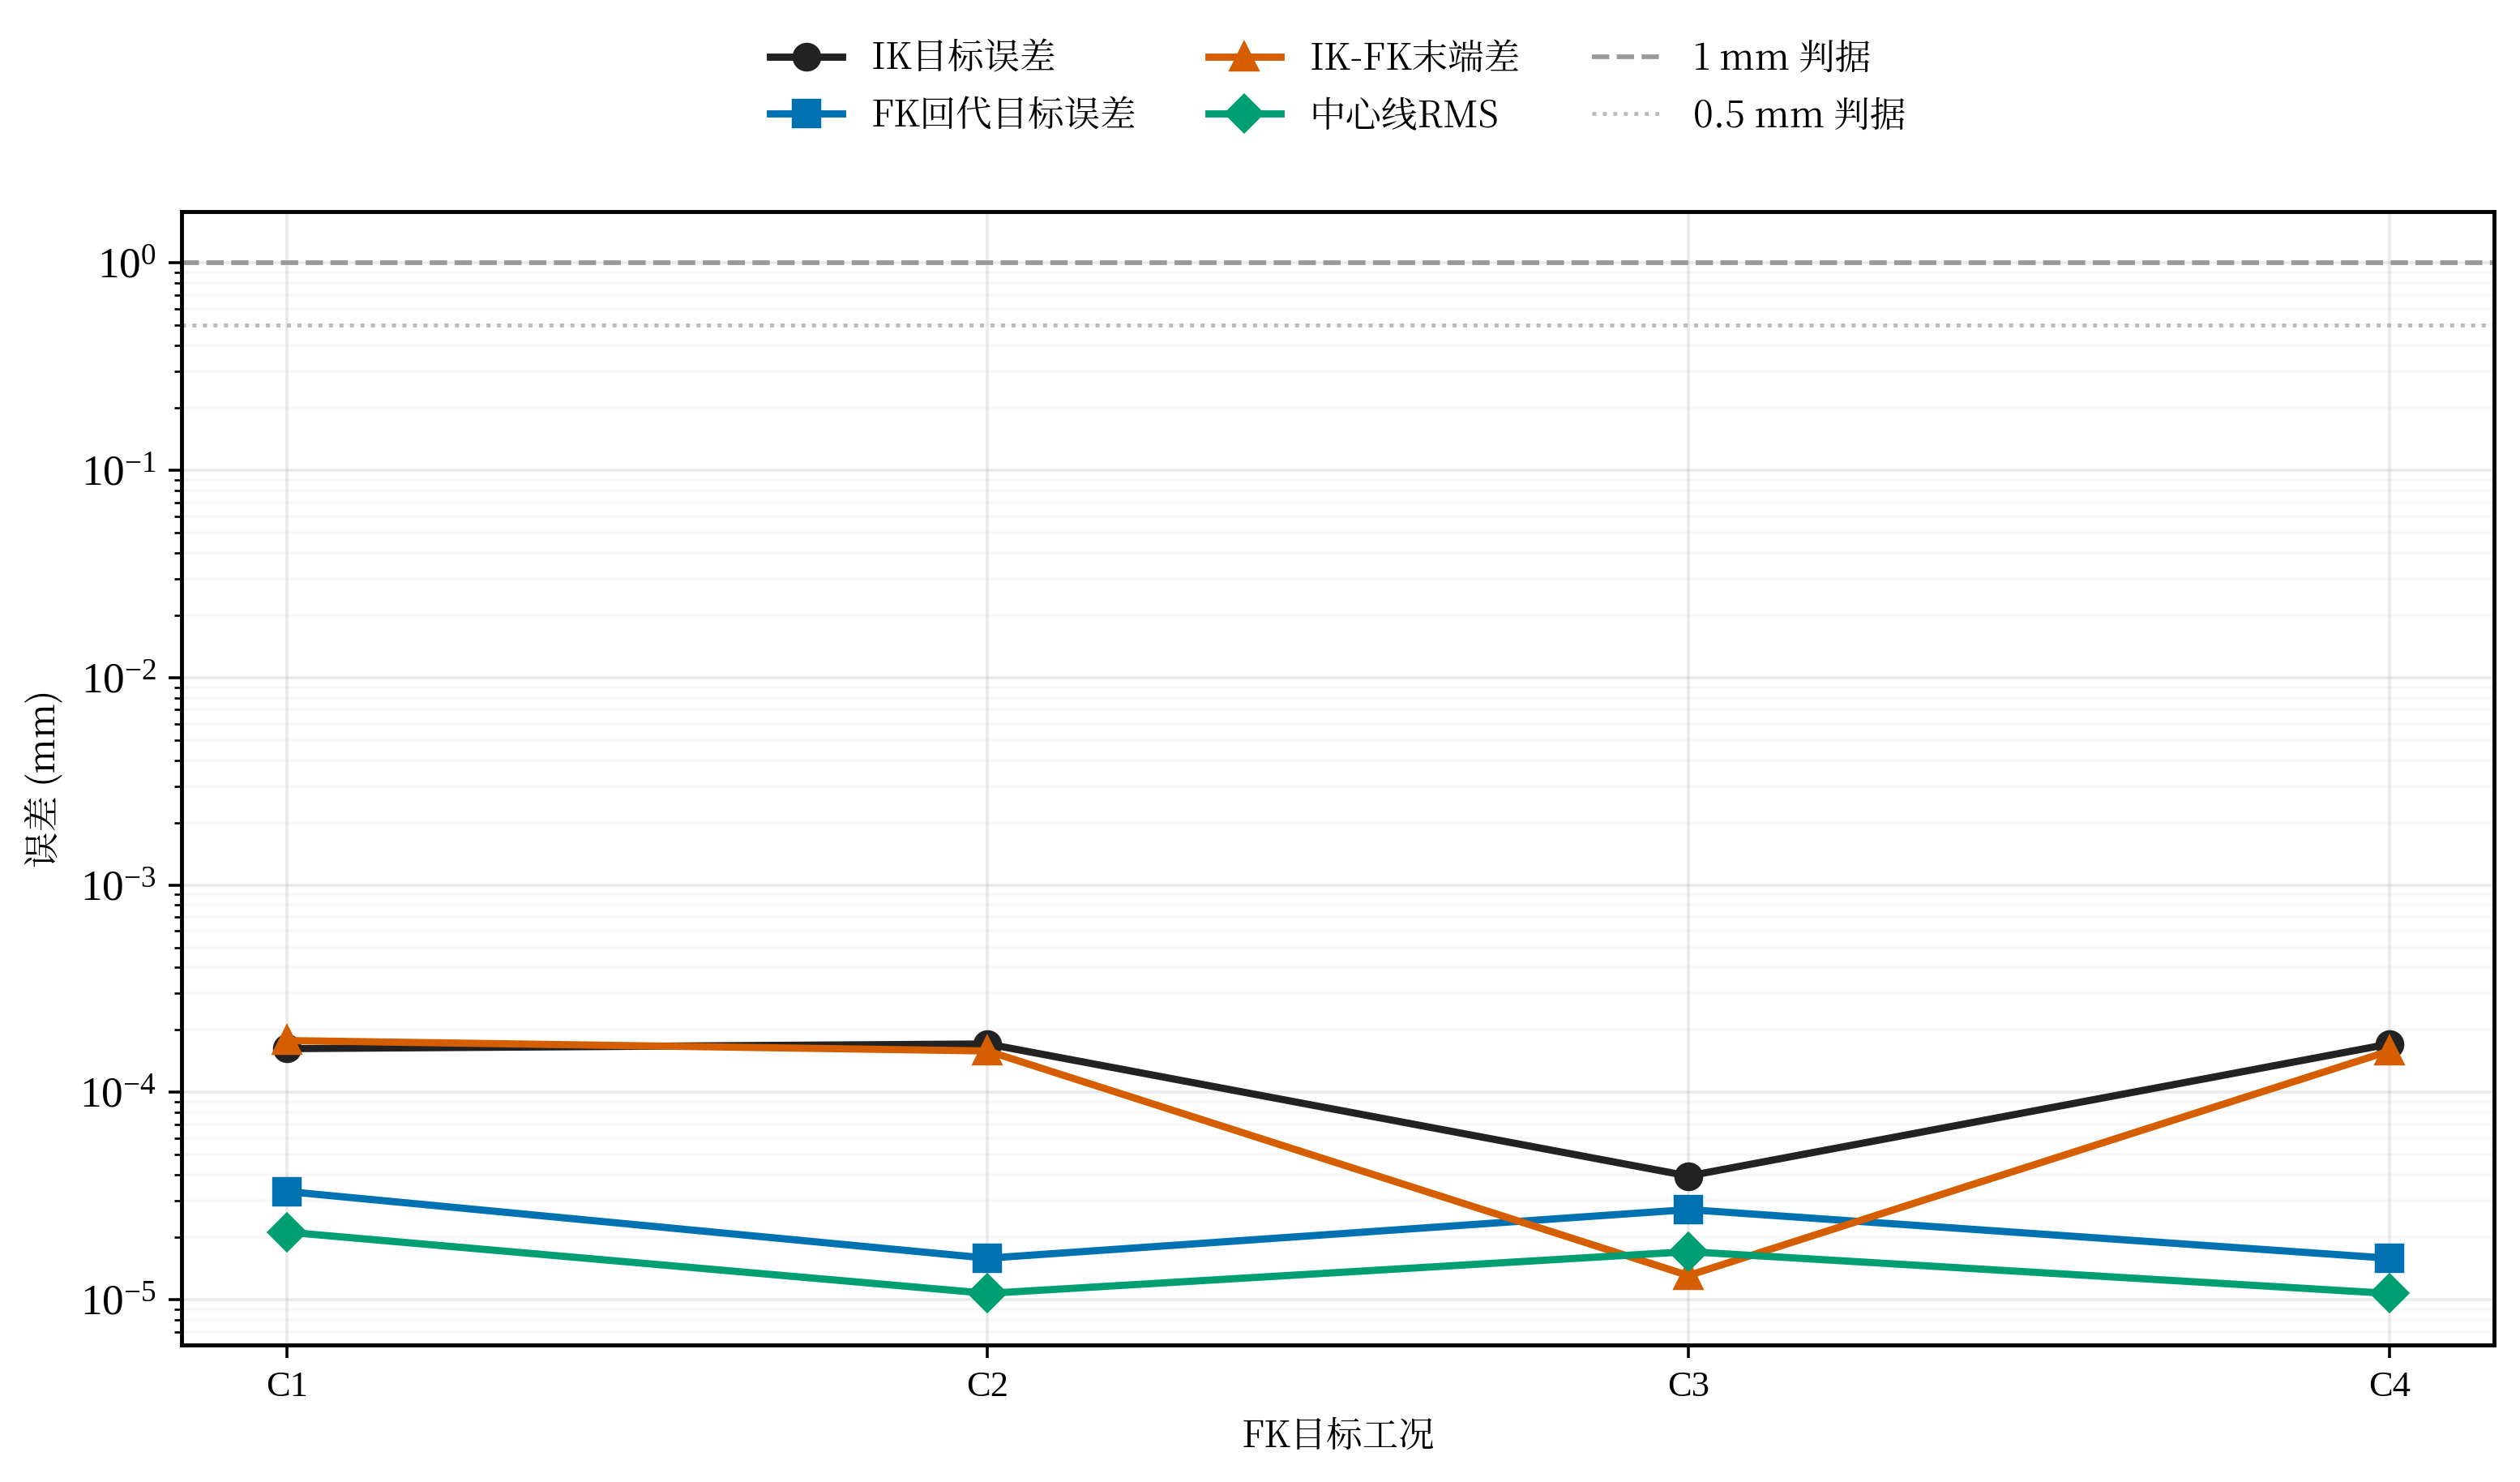 IK目标误差
FK回代目标误差
IK-FK末端差
中心线RMS
1 mm 判据
0.5 mm 判据
10⁰
10⁻¹
10⁻²
10⁻³
10⁻⁴
10⁻⁵
误差 (mm)
C1 C2 C3 C4
FK目标工况